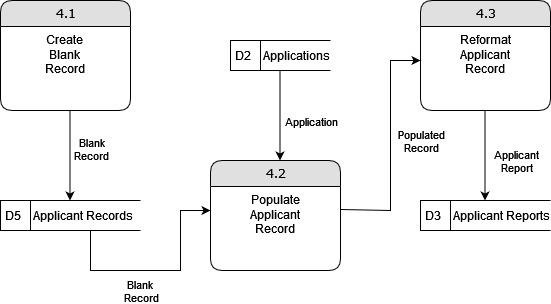 4.1
Create
Blank
Record
4.3
Reformat
Applicant
Record
D2 Applications
Blank
Record
Application
Populated
Record
Applicant
Report
4.2
Populate
Applicant
Record
D5 Applicant Records
D3 Applicant Reports
Blank
Record